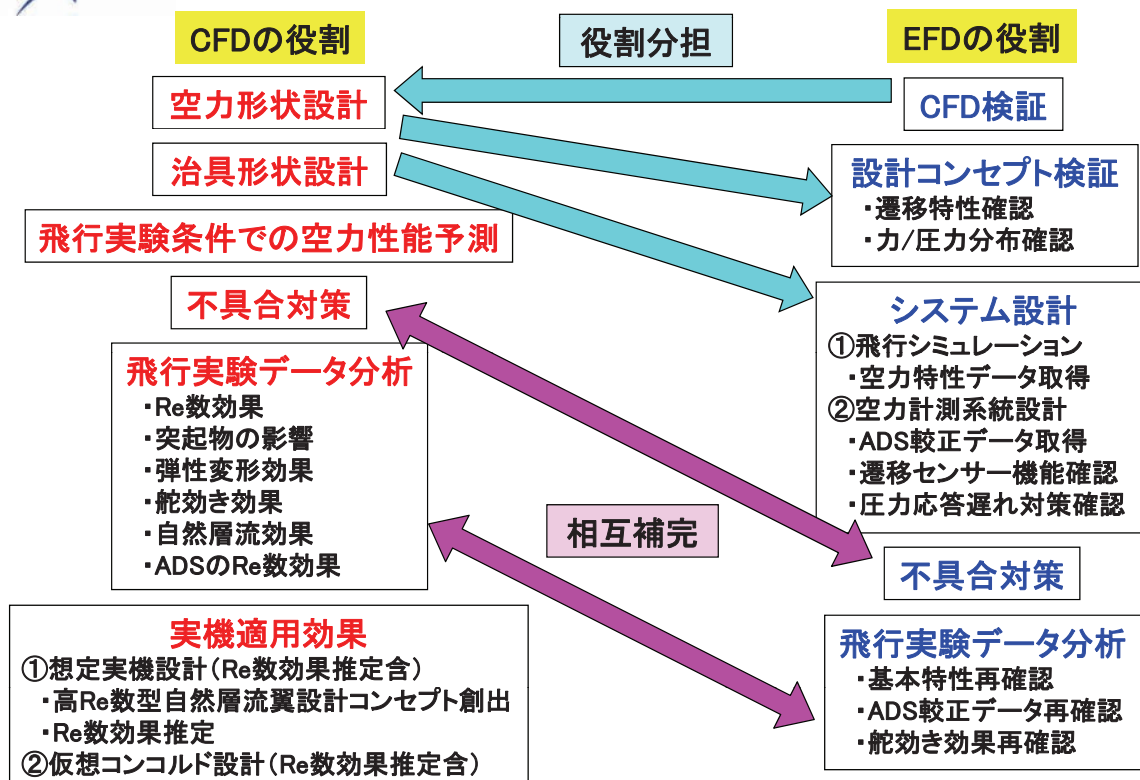 CFDの役割
空力形状設計
治具形状設計
飛行実験条件での空力性能予測
不具合対策
飛行実験データ分析
・Re数効果
・突起物の影響
・弾性変形効果
・舵効き効果
・自然層流効果
・ADSのRe数効果
実機適用効果
①想定実機設計(Re数効果推定含)
・高Re数型自然層流翼設計コンセプト創出
・Re数効果推定
②仮想コンコルド設計(Re数効果推定含)
役割分担
相互補完
EFDの役割
CFD検証
設計コンセプト検証
・遷移特性確認
・力/圧力分布確認
システム設計
①飛行シミュレーション
・空力特性データ取得
②空力計測系統設計
・ADS較正データ取得
・遷移センサー機能確認
・圧力応答遅れ対策確認
不具合対策
飛行実験データ分析
・基本特性再確認
・ADS較正データ再確認
・舵効き効果再確認